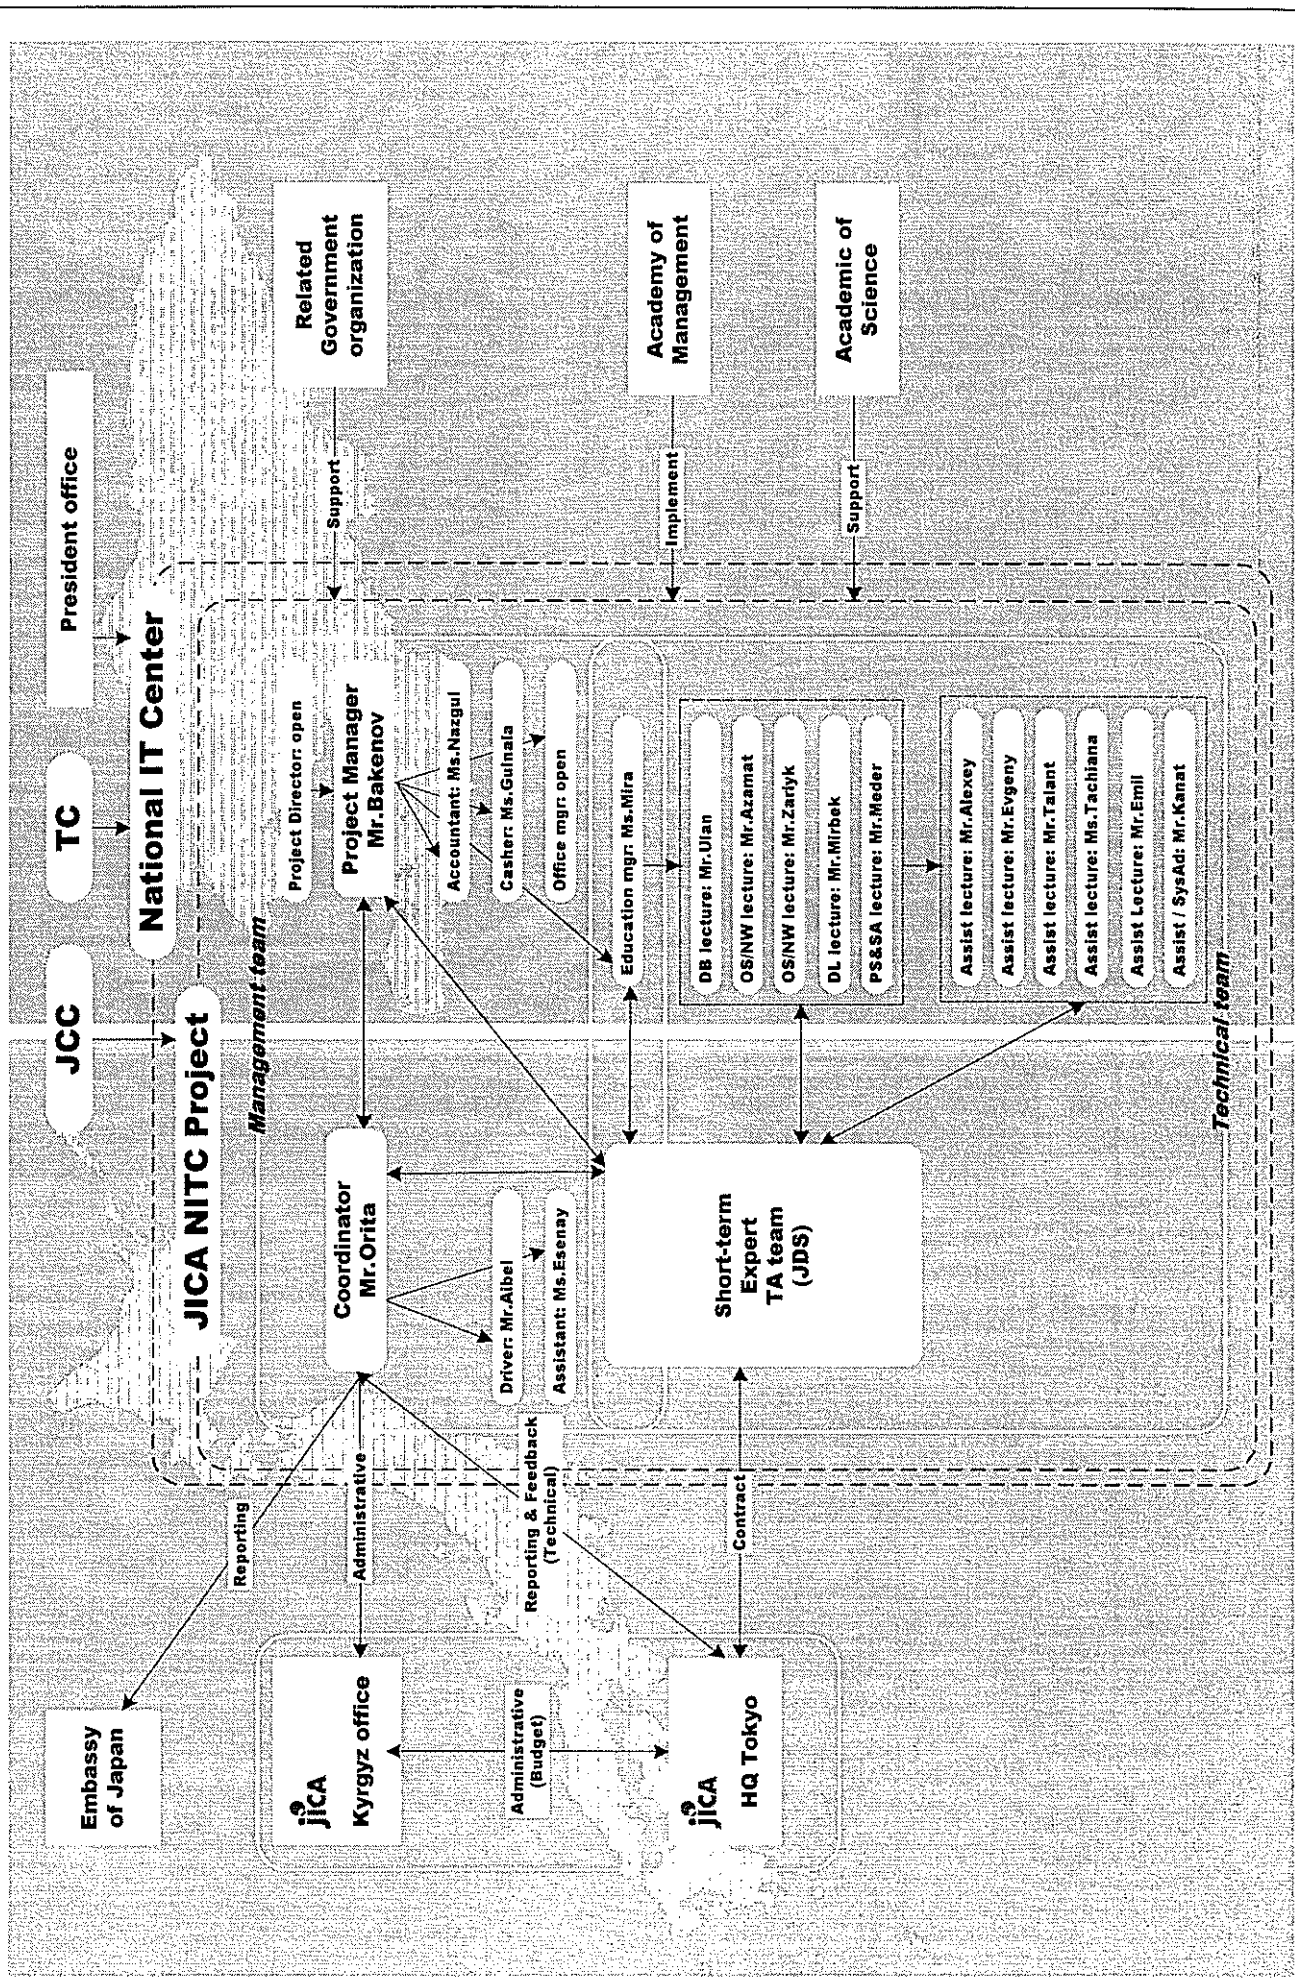 JCC
TC
President office
National IT Center
JICA NITC Project
Embassy
of Japan
Reporting
Management team
Project Director: open
Related
Government
organization
Support
jICA
Kyrgyz office
Administrative
Coordinator
Mr.Orita
Project Manager
Mr.Bakenov
Driver: Mr.Aibel
Assistant: Ms.Esenay
Accountant: Ms.Nazgul
Casher: Ms.Gulnala
Office mgr: open
Administrative
(Budget)
Reporting & Feedback
(Technical)
Education mgr: Ms.Mira
Academy of
Management
Implement
jICA
HQ Tokyo
Contract
Short-term
Expert
TA team
(JDS)
DB lecture: Mr.Ulan
OS/NW lecture: Mr.Azamat
OS/NW lecture: Mr.Zariyk
DL lecture: Mr.Mirbek
PS&SA lecture: Mr.Meder
Academic of
Science
Support
Assist lecture: Mr.Alexey
Assist lecture: Mr.Evgeny
Assist lecture: Mr.Talant
Assist lecture: Ms.Tachiana
Assist Lecture: Mr.Emil
Assist / SysAd: Mr.Kanat
Technical team